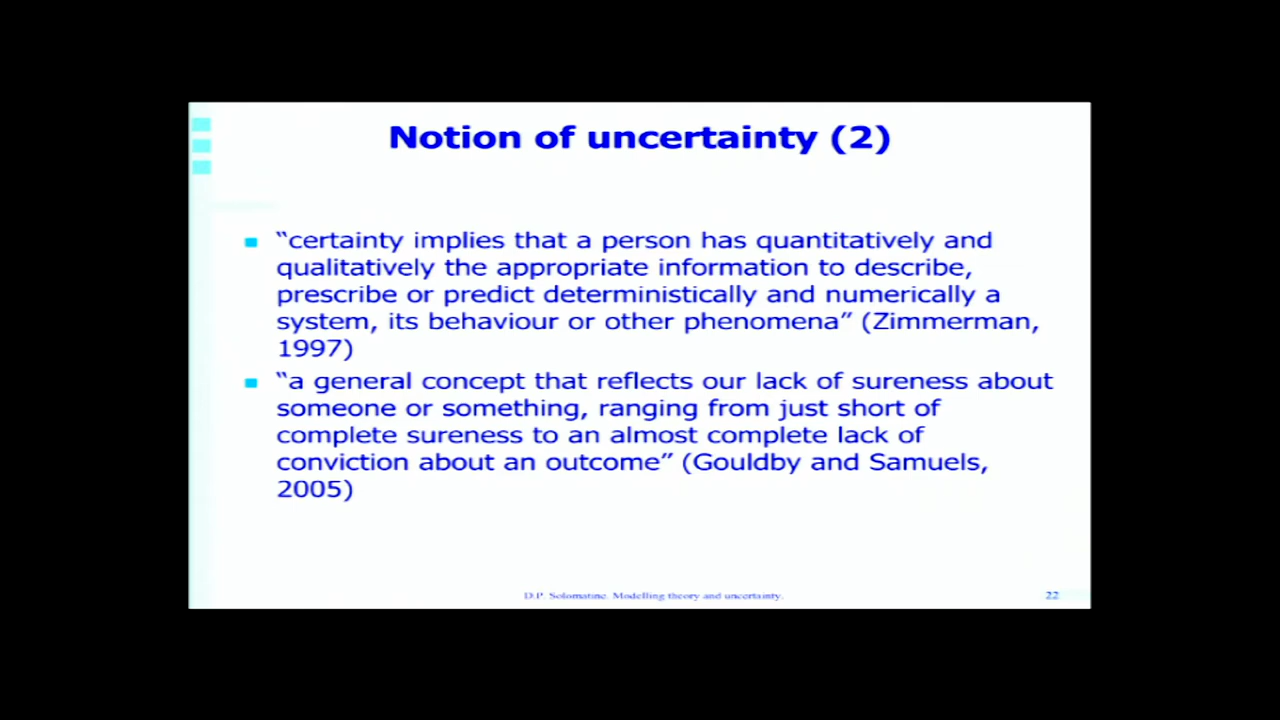 Notion of uncertainty (2)
“certainty implies that a person has quantitatively and
qualitatively the appropriate information to describe,
prescribe or predict deterministically and numerically a
system, its behaviour or other phenomena” (Zimmerman,
1997)
“a general concept that reflects our lack of sureness about
someone or something, ranging from just short of
complete sureness to an almost complete lack of
conviction about an outcome” (Gouldby and Samuels,
2005)
D.P. Solomatine. Modelling theory and uncertainty.
22